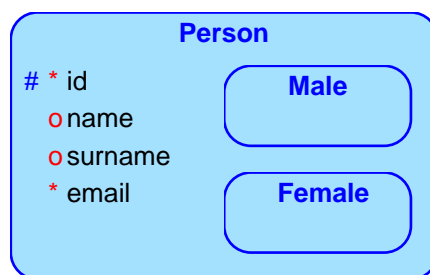 Person
# * id
o name
o surname
* email
Male
Female